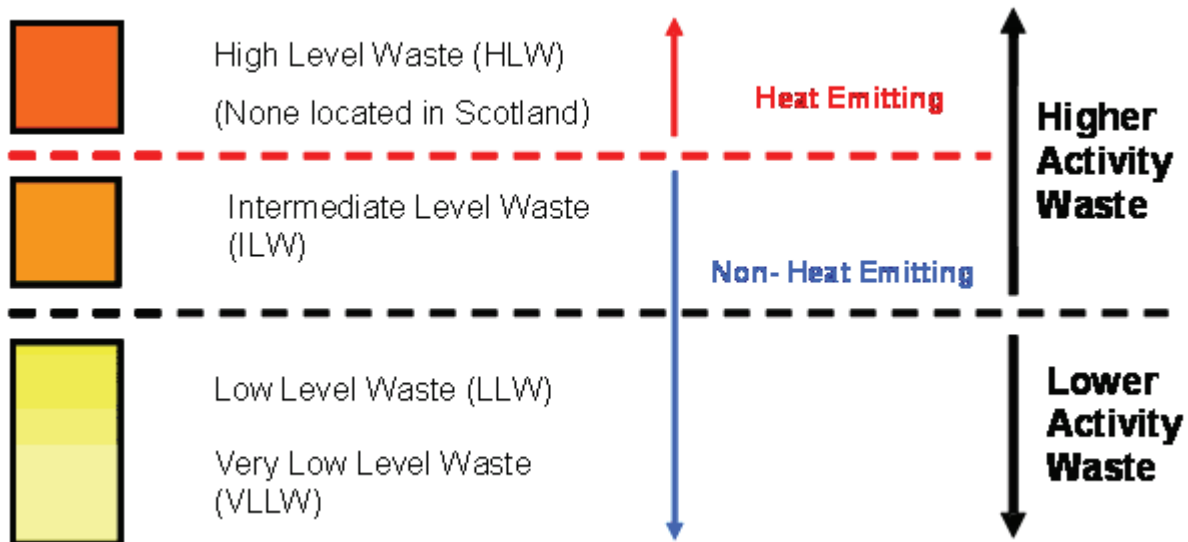 High Level Waste (HLW)
(None located in Scotland)
Heat Emitting
Higher
Activity
Waste
Intermediate Level Waste
(ILW)
Non- Heat Emitting
Low Level Waste (LLW)
Very Low Level Waste
(VLLW)
Lower
Activity
Waste